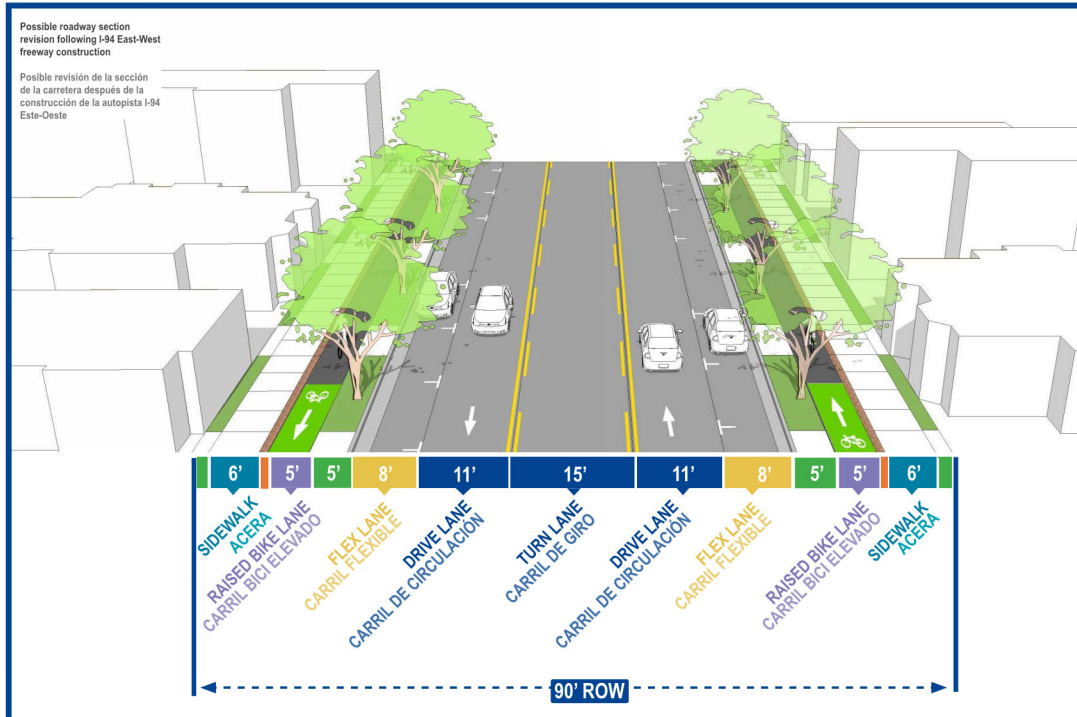 Possible roadway section
revision following I-94 East-West
freeway construction
Posible revisión de la sección
de la carretera después de la
construcción de la autopista I-94
Este-Oeste
6’
5’
5’
8’
11’
15’
11’
8’
5’
5’
6’
SIDEWALK
ACERA
RAISED BIKE LANE
CARRIL BICI ELEVADO
FLEX LANE
CARRIL FLEXIBLE
DRIVE LANE
CARRIL DE CIRCULACIÓN
TURN LANE
CARRIL DE GIRO
DRIVE LANE
CARRIL DE CIRCULACIÓN
FLEX LANE
CARRIL FLEXIBLE
RAISED BIKE LANE
CARRIL BICI ELEVADO
SIDEWALK
ACERA
90’ ROW